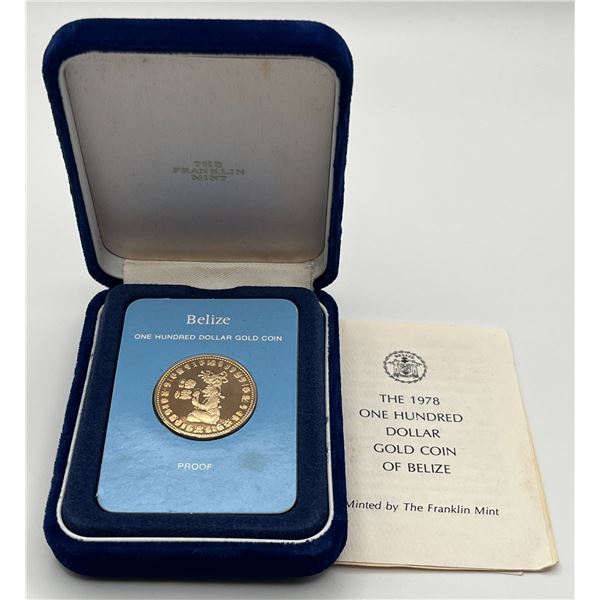 THE
FRANKLIN
MINT
Belize
ONE HUNDRED DOLLAR GOLD COIN
PROOF
THE 1978
ONE HUNDRED
DOLLAR
GOLD COIN
OF BELIZE
Minted by The Franklin Mint